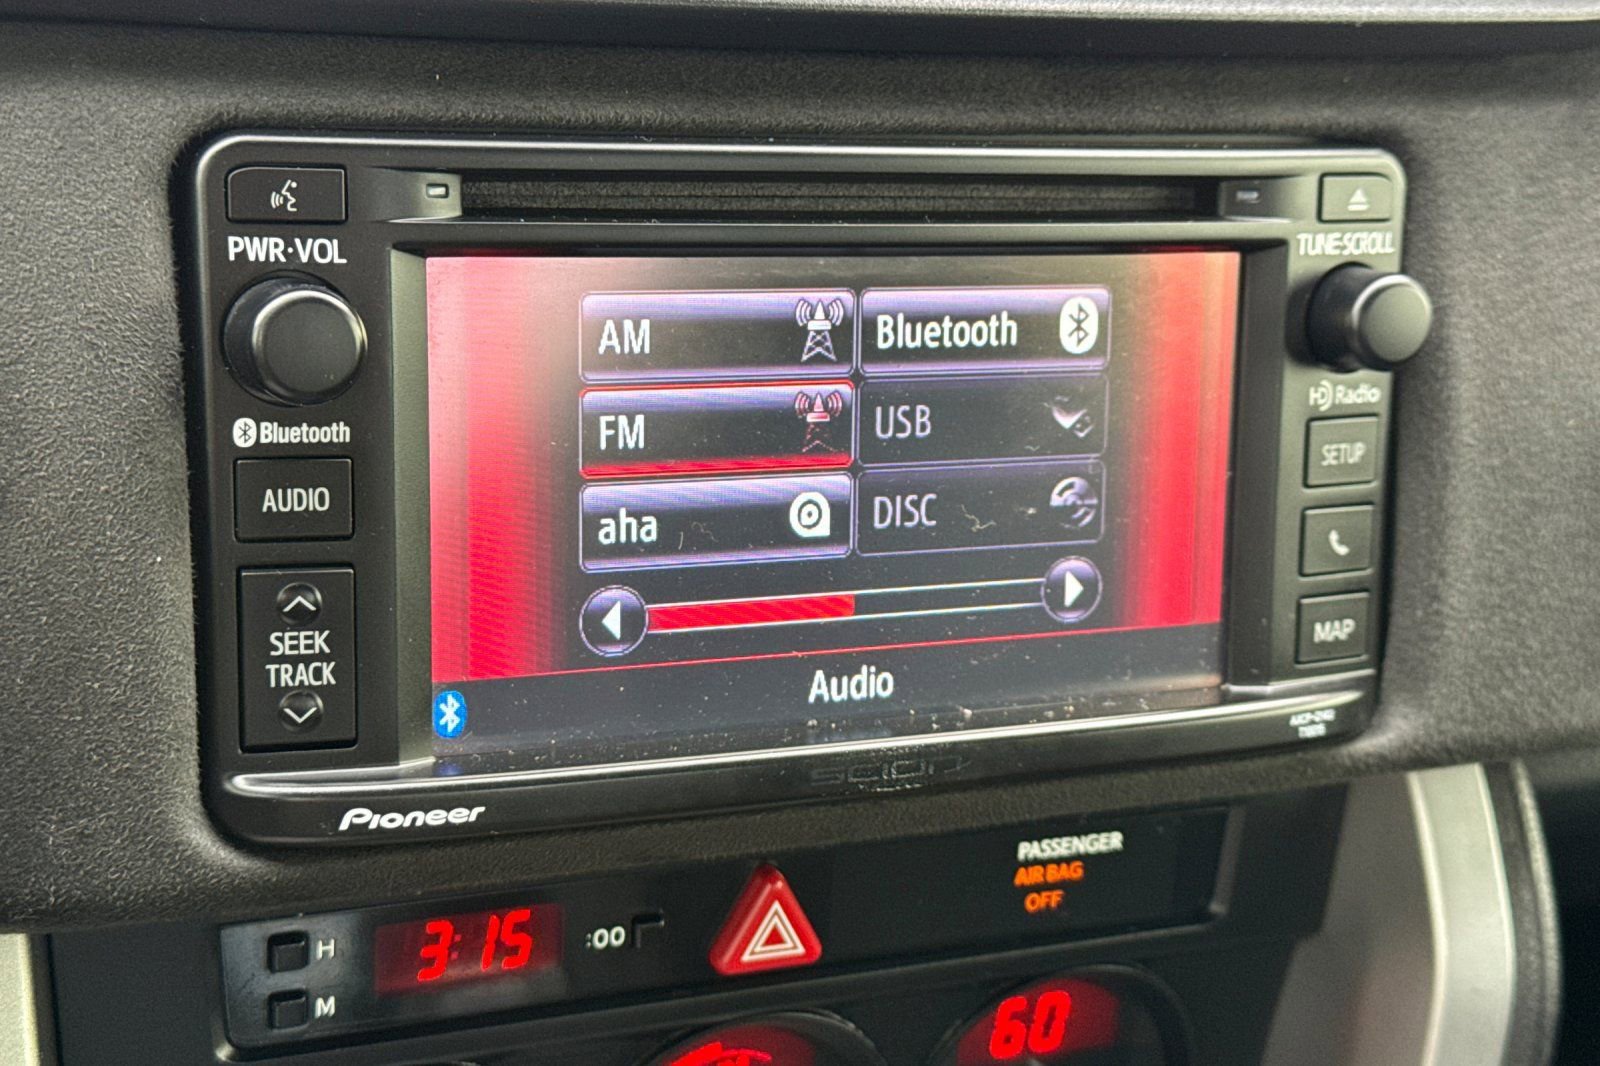 PWR·VOL
TUNE·SCROLL
AM
Bluetooth
FM
USB
aha
DISC
Audio
Bluetooth
AUDIO
SEEK
TRACK
HD Radio
SETUP
MAP
SCION
Pioneer
PASSENGER
AIR BAG
OFF
H
3:15
:00
M
60